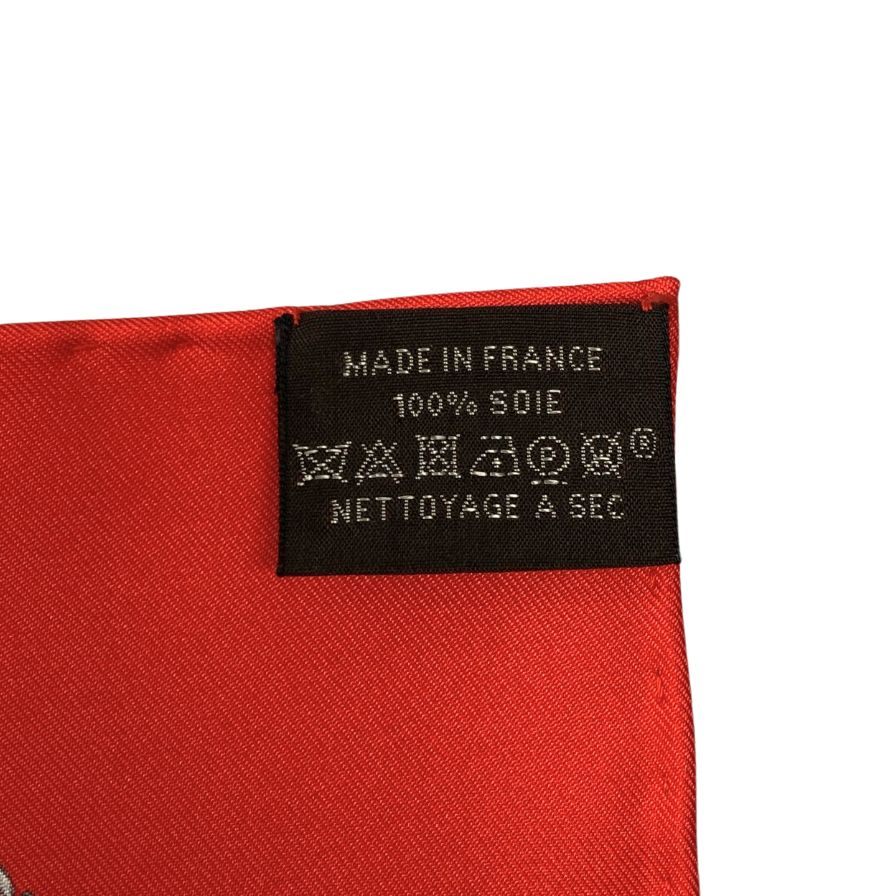 MADE IN FRANCE
100% SOIE
P ®
NETTOYAGE A SEC